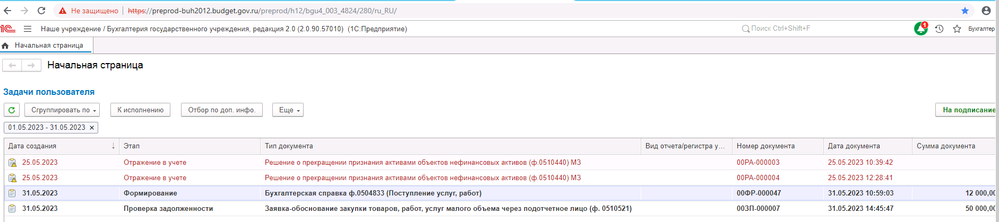 Не защищено https://preprod-buh2012.budget.gov.ru/preprod/h12/bgu4_003_4824/280/ru_RU/
1С Наше учреждение / Бухгалтерия государственного учреждения, редакция 2.0 (2.0.90.57010) (1С:Предприятие) Поиск Ctrl+Shift+F 1 Бухгалтер
Начальная страница
Начальная страница
Задачи пользователя
Сгруппировать по К исполнению Отбор по доп. инфо. Еще На подписание
01.05.2023 - 31.05.2023 ×
Дата создания ↓ Этап Тип документа Вид отчета/регистра у... Номер документа Дата документа Сумма документа
25.05.2023 Отражение в учете Решение о прекращении признания активами объектов нефинансовых активов (ф.0510440) МЗ 00РА-000003 25.05.2023 10:39:42
25.05.2023 Отражение в учете Решение о прекращении признания активами объектов нефинансовых активов (ф.0510440) МЗ 00РА-000004 25.05.2023 12:28:41
31.05.2023 Формирование Бухгалтерская справка ф.0504833 (Поступление услуг, работ) 00ФР-000047 31.05.2023 10:59:03 12 000,00
31.05.2023 Проверка задолженности Заявка-обоснование закупки товаров, работ, услуг малого объема через подотчетное лицо (ф. 0510521) 00ЗП-000007 31.05.2023 14:45:47 50 000,00